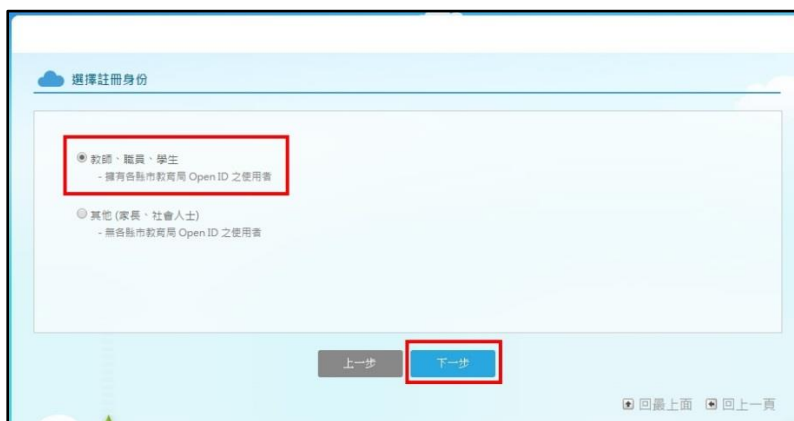 選擇註冊身份
教師、職員、學生
- 擁有各縣市教育局 Open ID 之使用者
其他 (家長、社會人士)
- 無各縣市教育局 Open ID 之使用者
上一步 下一步
回最上面 回上一頁